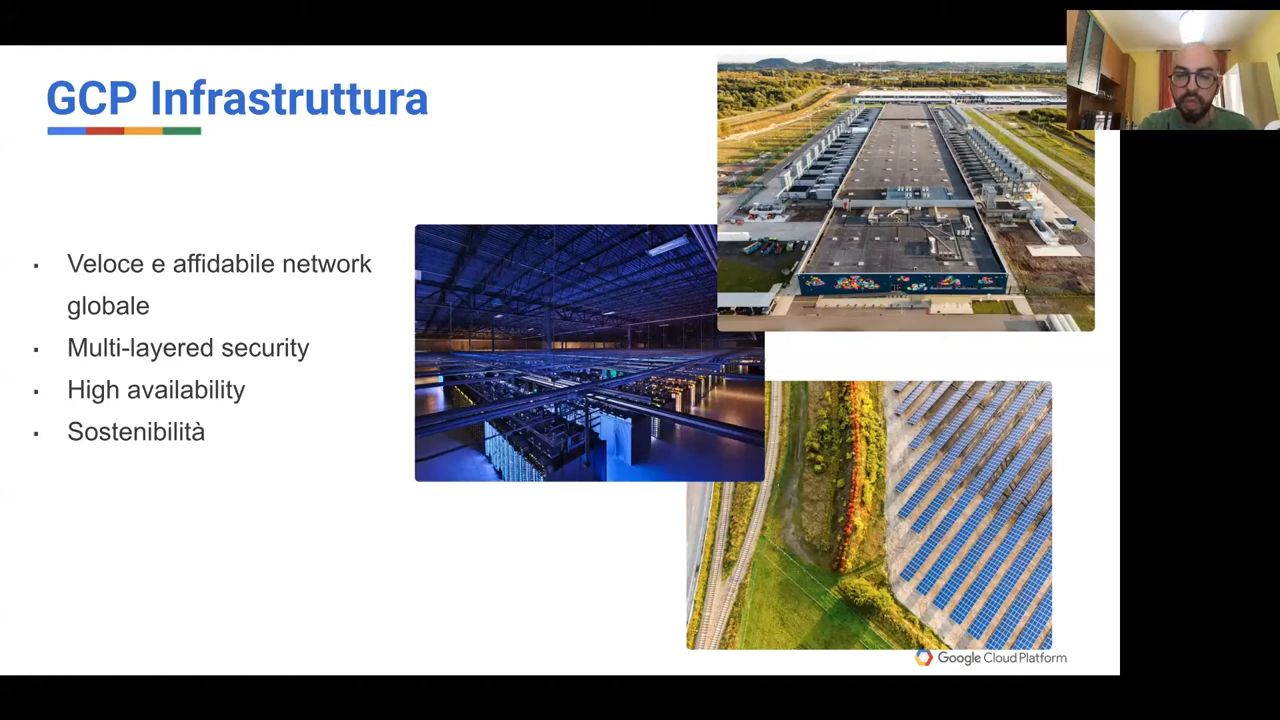 GCP Infrastruttura
▪ Veloce e affidabile network
globale
▪ Multi-layered security
▪ High availability
▪ Sostenibilità
Google Cloud Platform